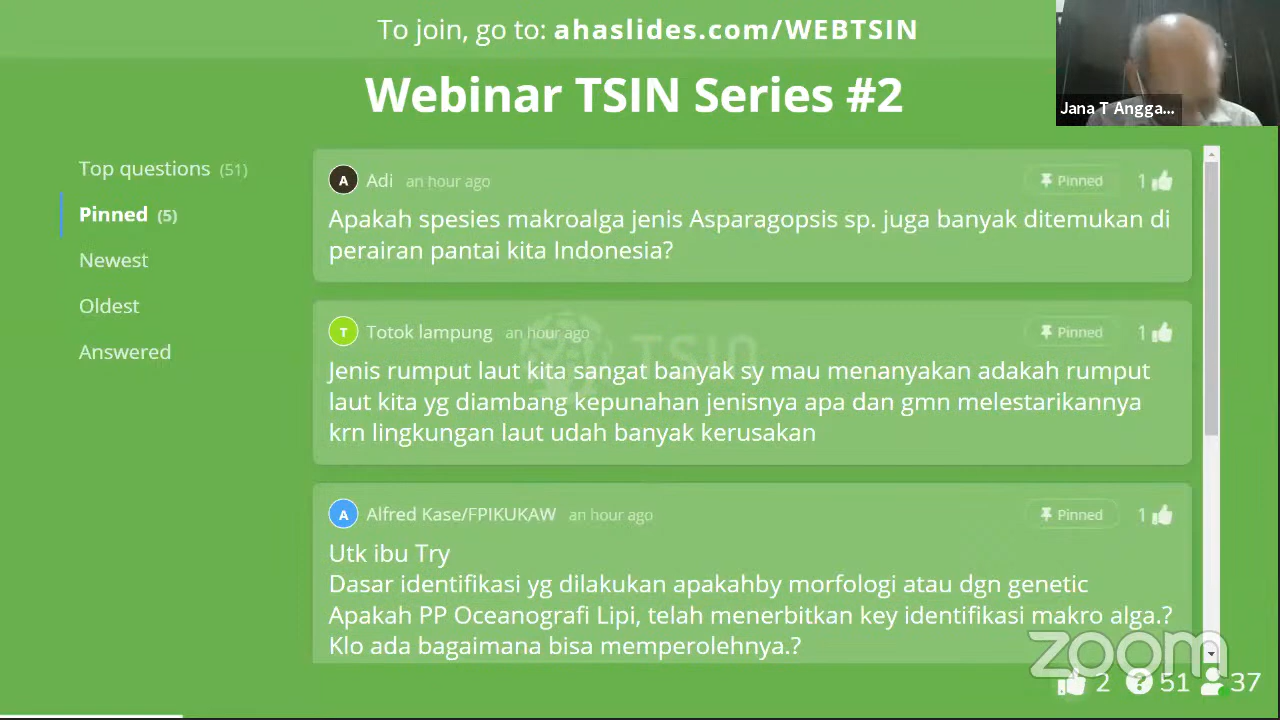 To join, go to: ahaslides.com/WEBTSIN
Webinar TSIN Series #2
Jana T Angga...
Top questions (51)
Pinned (5)
Newest
Oldest
Answered
A Adi an hour ago Pinned 1
Apakah spesies makroalga jenis Asparagopsis sp. juga banyak ditemukan di
perairan pantai kita Indonesia?
T Totok lampung an hour ago Pinned 1
TSIN
Jenis rumput laut kita sangat banyak sy mau menanyakan adakah rumput
laut kita yg diambang kepunahan jenisnya apa dan gmn melestarikannya
krn lingkungan laut udah banyak kerusakan
A Alfred Kase/FPIKUKAW an hour ago Pinned 1
Utk ibu Try
Dasar identifikasi yg dilakukan apakahby morfologi atau dgn genetic
Apakah PP Oceanografi Lipi, telah menerbitkan key identifikasi makro alga.?
Klo ada bagaimana bisa memperolehnya.?
zoom
2 51 37